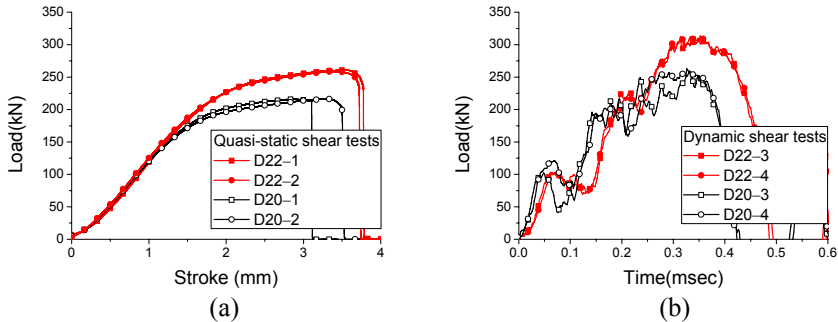 350
300
250
200
150
100
50
0
Load(kN)
Quasi-static shear tests
D22–1
D22–2
D20–1
D20–2
0 1 2 3 4
Stroke (mm)
(a)
350
300
250
200
150
100
50
0
Load(kN)
Dynamic shear tests
D22–3
D22–4
D20–3
D20–4
0.0 0.1 0.2 0.3 0.4 0.5 0.6
Time(msec)
(b)